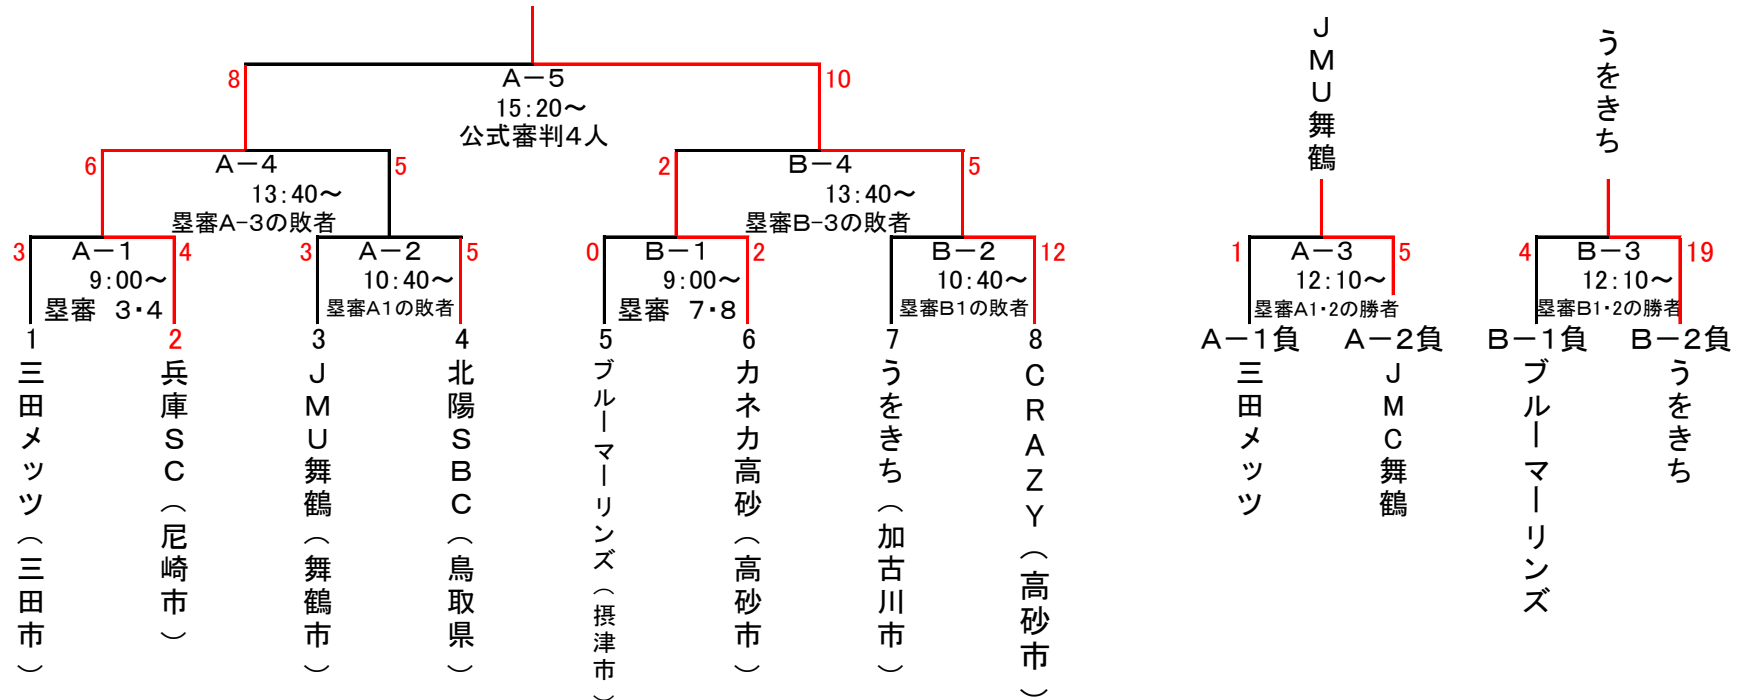 8
A−5
10
15:20～
公式審判4人
6
A−4
5
13:40～
塁審A-3の敗者
2
B−4
5
13:40～
塁審B-3の敗者
3
A−1
4
9:00～
塁審 3・4
3
A−2
5
10:40～
塁審A1の敗者
0
B−1
2
9:00～
塁審 7・8
7
B−2
12
10:40～
塁審B1の敗者
1
三田メッツ（三田市）
2
兵庫SC（尼崎市）
3
JMU舞鶴（舞鶴市）
4
北陽SBC（鳥取県）
5
ブルーマーリンズ（摂津市）
6
カネカ高砂（高砂市）
7
うをきち（加古川市）
8
CRAZY（高砂市）
JMU舞鶴
1
A−3
5
12:10～
塁審A1・2の勝者
A−1負
三田メッツ
A−2負
JMC舞鶴
うをきち
4
B−3
19
12:10～
塁審B1・2の勝者
B−1負
ブルーマーリンズ
B−2負
うをきち